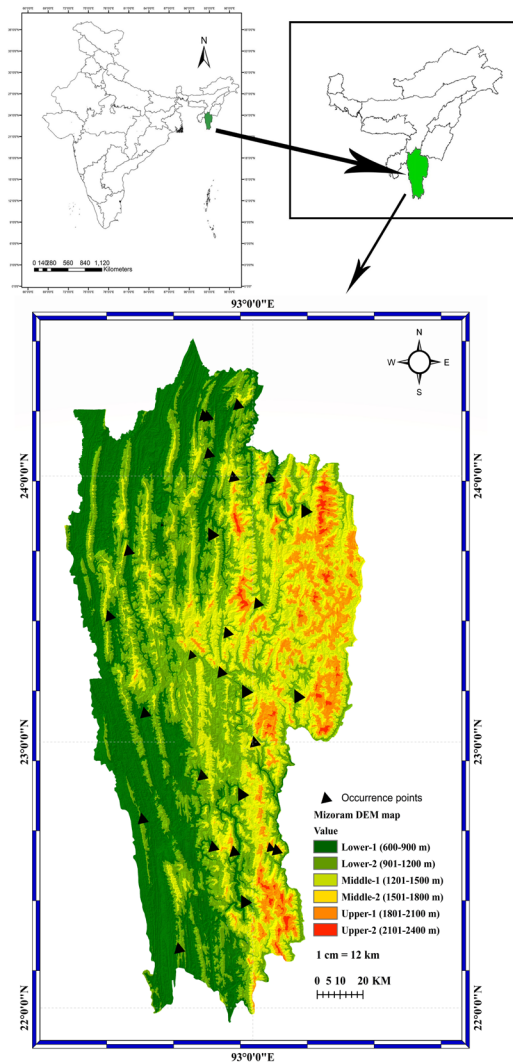 N
0 140280 560 840 1,120
Kilometers
93°0'0"E
N
W E
S
24°0'0"N
24°0'0"N
23°0'0"N
23°0'0"N
Occurrence points
Mizoram DEM map
Value
Lower-1 (600-900 m)
Lower-2 (901-1200 m)
Middle-1 (1201-1500 m)
Middle-2 (1501-1800 m)
Upper-1 (1801-2100 m)
Upper-2 (2101-2400 m)
1 cm = 12 km
0 5 10 20 KM
22°0'0"N
22°0'0"N
93°0'0"E